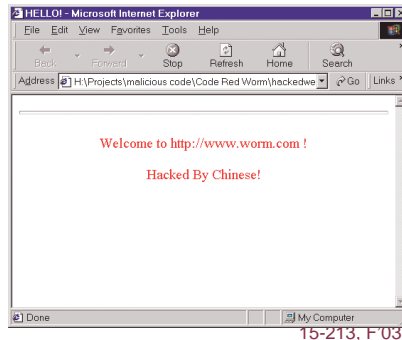 HELLO! - Microsoft Internet Explorer
File Edit View Favorites Tools Help
Back Forward Stop Refresh Home Search
Address H:\Projects\malicious code\Code Red Worm\hackedwe Go Links
Welcome to http://www.worm.com !
Hacked By Chinese!
Done My Computer
15-213, F'03